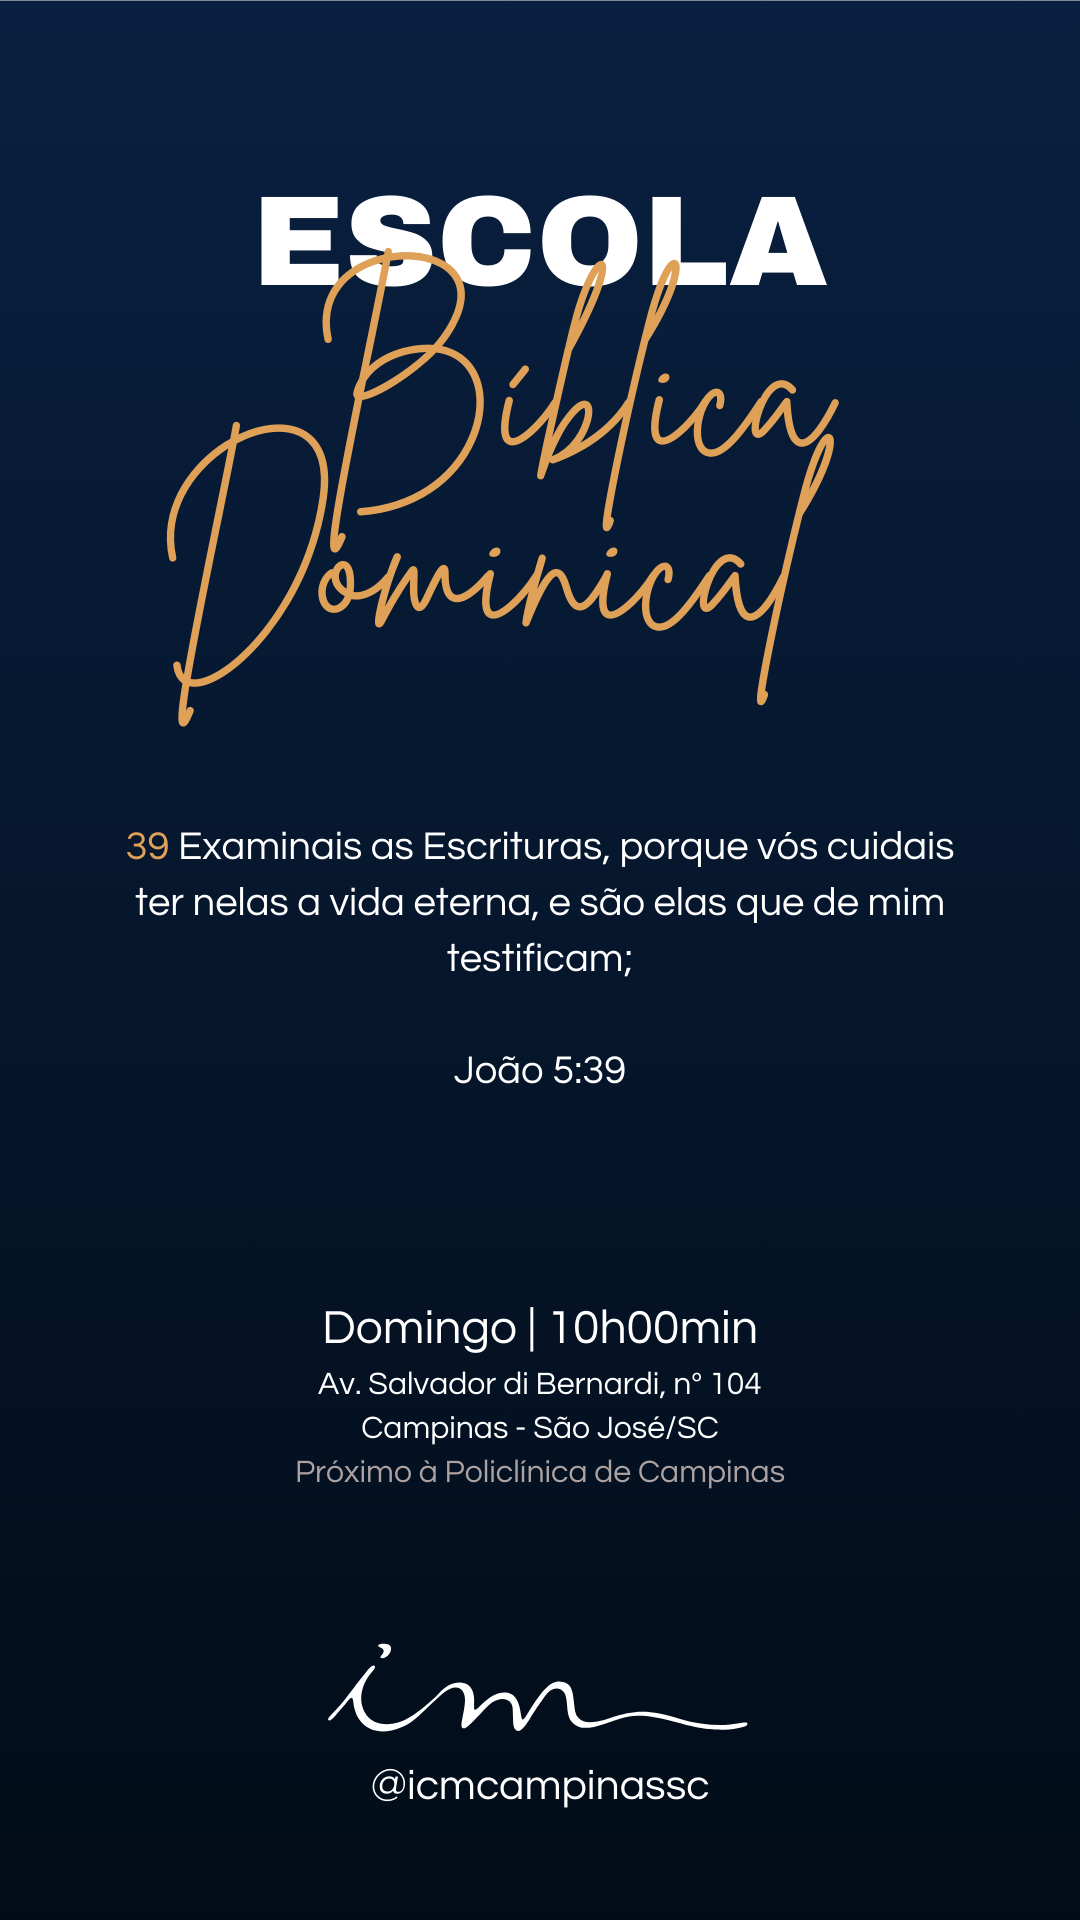 ESCOLA
Bíblica
Dominical
39 Examinais as Escrituras, porque vós cuidais
ter nelas a vida eterna, e são elas que de mim
testificam;
João 5:39
Domingo | 10h00min
Av. Salvador di Bernardi, nº 104
Campinas - São José/SC
Próximo à Policlínica de Campinas
im
@icmcampinassc